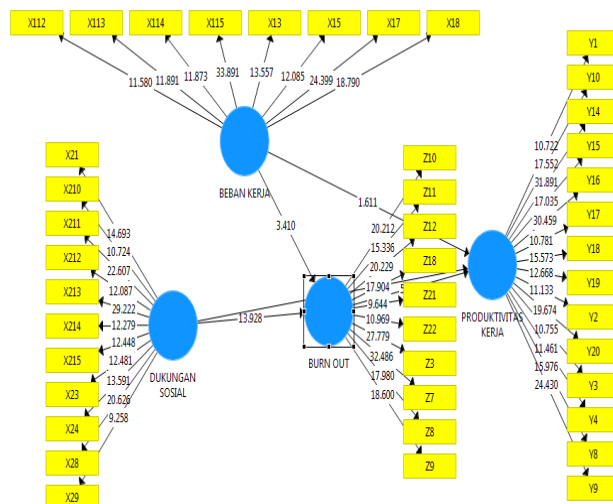 X112
X113
X114
X115
X13
X15
X17
X18
11.580
11.891
11.873
33.891
13.557
12.085
24.399
18.790
BEBAN KERJA
1.611
3.410
X21
X210
X211
X212
X213
X214
X215
X23
X24
X28
X29
14.693
10.724
22.607
12.087
29.222
12.279
12.448
12.481
13.591
20.626
9.258
DUKUNGAN
SOSIAL
13.928
BURN OUT
Z10
Z11
Z12
Z18
Z21
Z22
Z3
Z7
Z8
Z9
20.212
15.336
20.229
17.904
9.644
10.969
27.779
32.486
17.980
18.600
PRODUKTIVITAS
KERJA
Y1
Y10
Y14
Y15
Y16
Y17
Y18
Y19
Y2
Y20
Y3
Y4
Y8
Y9
10.722
17.552
31.891
17.035
30.459
10.781
15.573
12.668
11.133
19.674
10.755
11.461
15.976
24.430